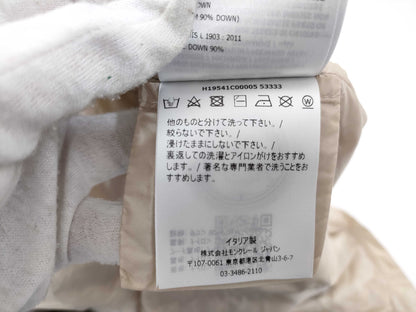 DOWN
(M 90% DOWN)
JIS L 1903 : 2011
DOWN 90%
H19541C00005 53333
他のものと分けて洗って下さい。/
絞らないで下さい。/
浸けたままにしないで下さい。/
裏返しての洗濯とアイロンがけをおすすめ
します。/ 著名な専門業者で洗うことをお
すすめします。
イタリア製
株式会社モンクレール ジャパン
〒107-0061 東京都港区北青山3-6-7
03-3486-2110